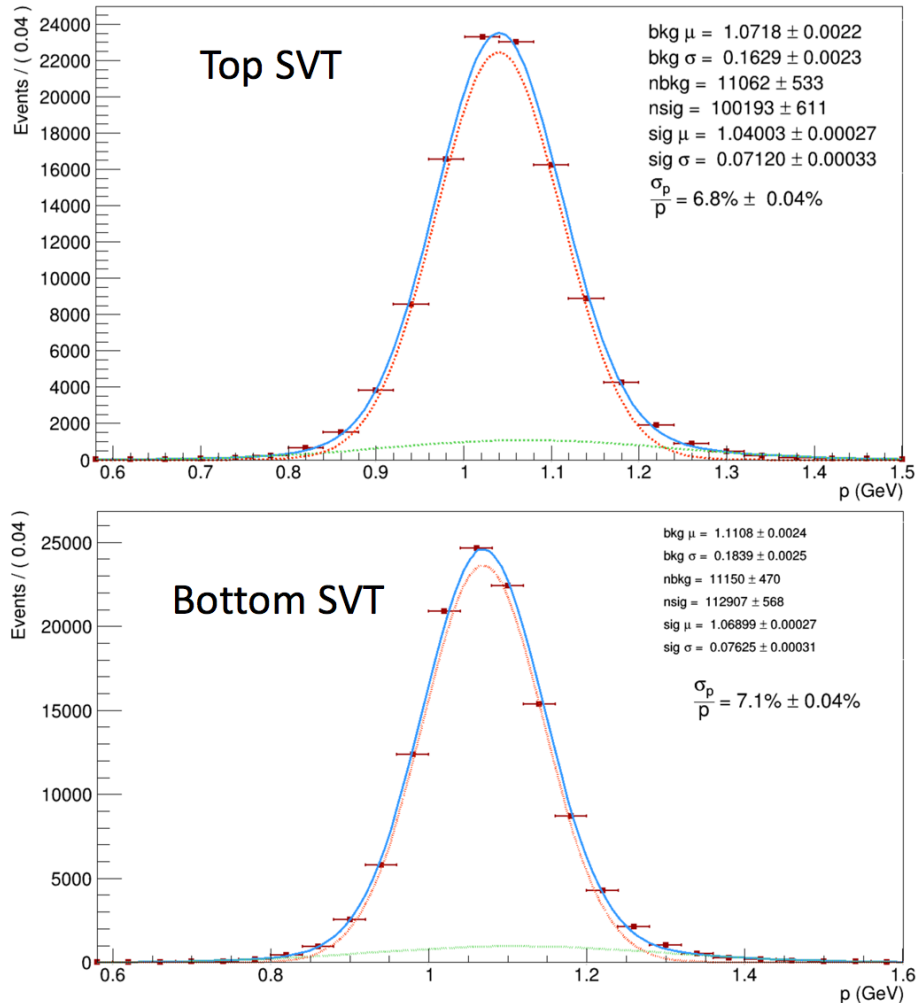 Top SVT
Events / ( 0.04 )
24000
22000
20000
18000
16000
14000
12000
10000
8000
6000
4000
2000
0
bkg μ = 1.0718 ± 0.0022
bkg σ = 0.1629 ± 0.0023
nbkg = 11062 ± 533
nsig = 100193 ± 611
sig μ = 1.04003 ± 0.00027
sig σ = 0.07120 ± 0.00033
σp/p = 6.8% ± 0.04%
0.6 0.7 0.8 0.9 1 1.1 1.2 1.3 1.4 1.5
p (GeV)
Bottom SVT
Events / ( 0.04 )
25000
20000
15000
10000
5000
0
bkg μ = 1.1108 ± 0.0024
bkg σ = 0.1839 ± 0.0025
nbkg = 11150 ± 470
nsig = 112907 ± 568
sig μ = 1.06899 ± 0.00027
sig σ = 0.07625 ± 0.00031
σp/p = 7.1% ± 0.04%
0.6 0.8 1 1.2 1.4 1.6
p (GeV)